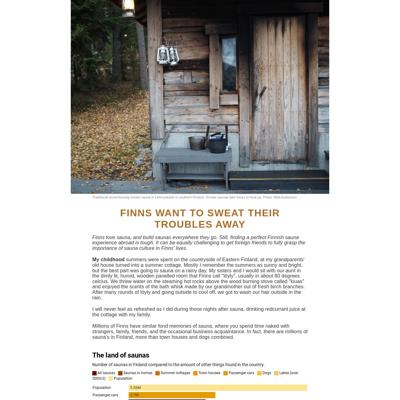 Traditional wood-burning smoke sauna in
FINNS WANT TO SWEAT THEIR
TROUBLES AWAY
Finns love sauna, and build saunas everywhere they go. Still, finding a perfect Finnish sauna
experience abroad is tough. It can be equally challenging to get foreign friends to fully grasp the
importance of sauna culture in Finns' lives.
My childhood summers were spent on the countryside of Eastern Finland, at my grandparents'
old house turned into a summer cottage. Mostly I remember the summers as sunny and bright,
but the best part was going to sauna on a rainy day. My sisters and I would sit with our aunt in
the dimly lit, humid, wooden panelled room that Finns call "löyly", usually in about 80 degrees
celcius. We threw water on the steaming hot rocks above the wood burning stove called "kiuas"
and enjoyed the scents of the bath whisk made by our grandmother out of fresh birch branches.
After many rounds of löyly and going outside to cool off, we got to wash our hair outside in the
rain.
I will never feel as refreshed as I did during those nights after sauna, drinking redcurrant juice at
the cottage with my family.
Millions of Finns have similar fond memories of sauna, where you spend time naked with
strangers, family, friends, and the occasional business acquaintance. In fact, there are millions of
sauna's in Finland, more than town houses and dogs combined.
The land of saunas
Number of saunas in Finland compared to the amount of other things found in the country
All saunas Saunas in homes Summer cottages Town houses Passenger cars Dogs Lakes (over
500m2) Population
Population 5.56M
Passenger cars 2.7M